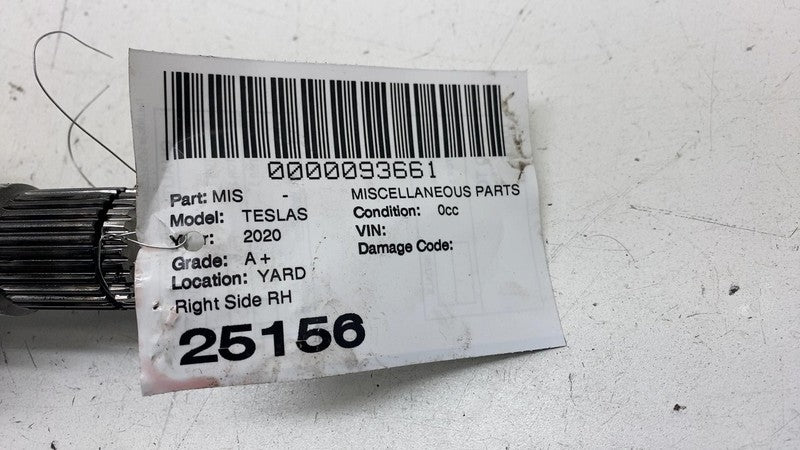 0000093661
Part: MIS - MISCELLANEOUS PARTS
Model: TESLAS Condition: 0cc
2020 VIN:
Grade: A+ Damage Code:
Location: YARD
Right Side RH
25156